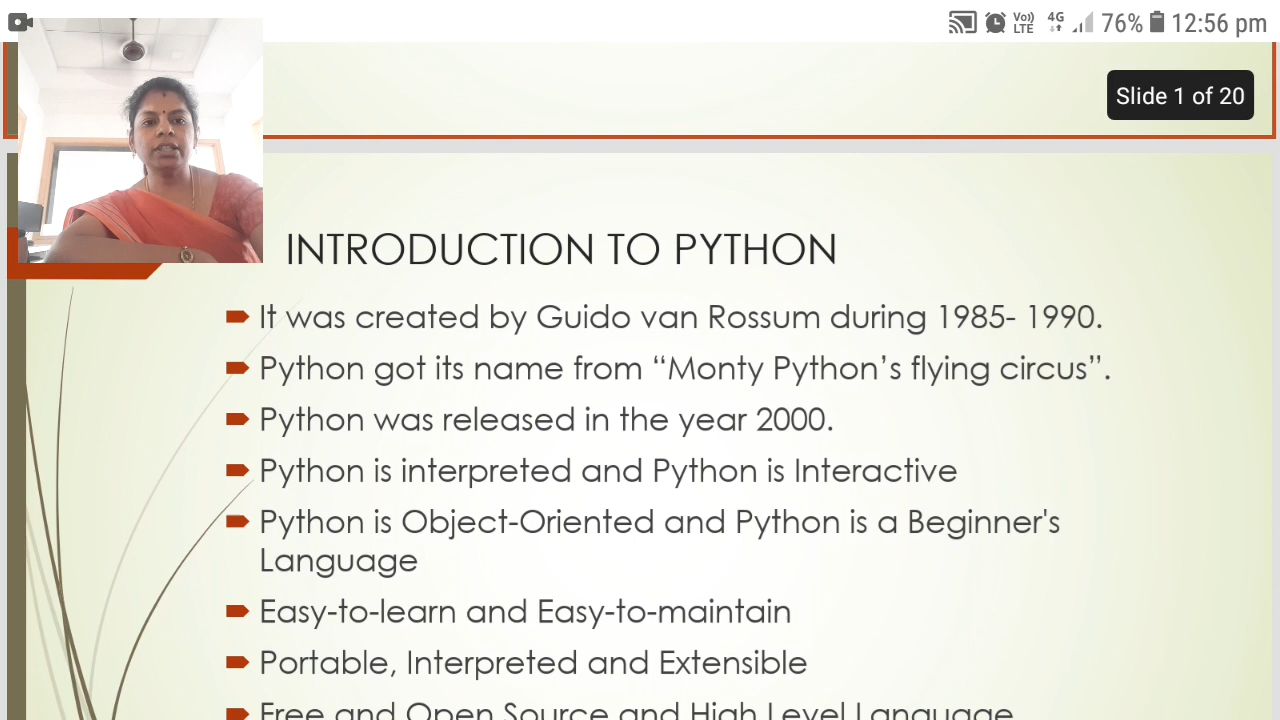 Vo)) 4G 76% 12:56 pm
LTE
Slide 1 of 20
INTRODUCTION TO PYTHON
It was created by Guido van Rossum during 1985- 1990.
Python got its name from “Monty Python’s flying circus”.
Python was released in the year 2000.
Python is interpreted and Python is Interactive
Python is Object-Oriented and Python is a Beginner's
Language
Easy-to-learn and Easy-to-maintain
Portable, Interpreted and Extensible
Free and Open Source and High Level Language